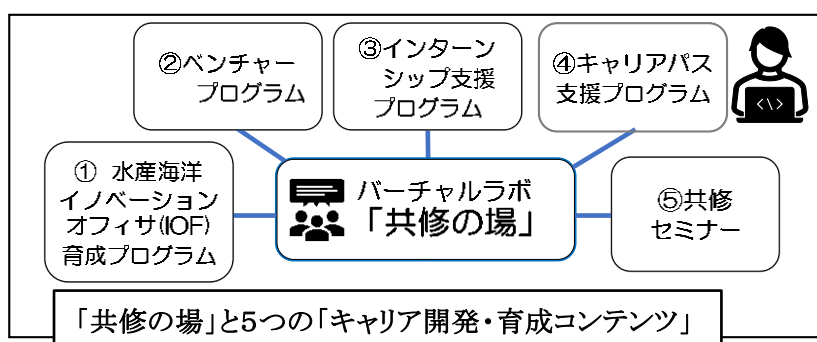 ②ベンチャー
プログラム
③インターン
シップ支援
プログラム
④キャリアパス
支援プログラム
① 水産海洋
イノベーション
オフィサ(IOF)
育成プログラム
バーチャルラボ
「共修の場」
⑤共修
セミナー
「共修の場」と5つの「キャリア開発・育成コンテンツ」